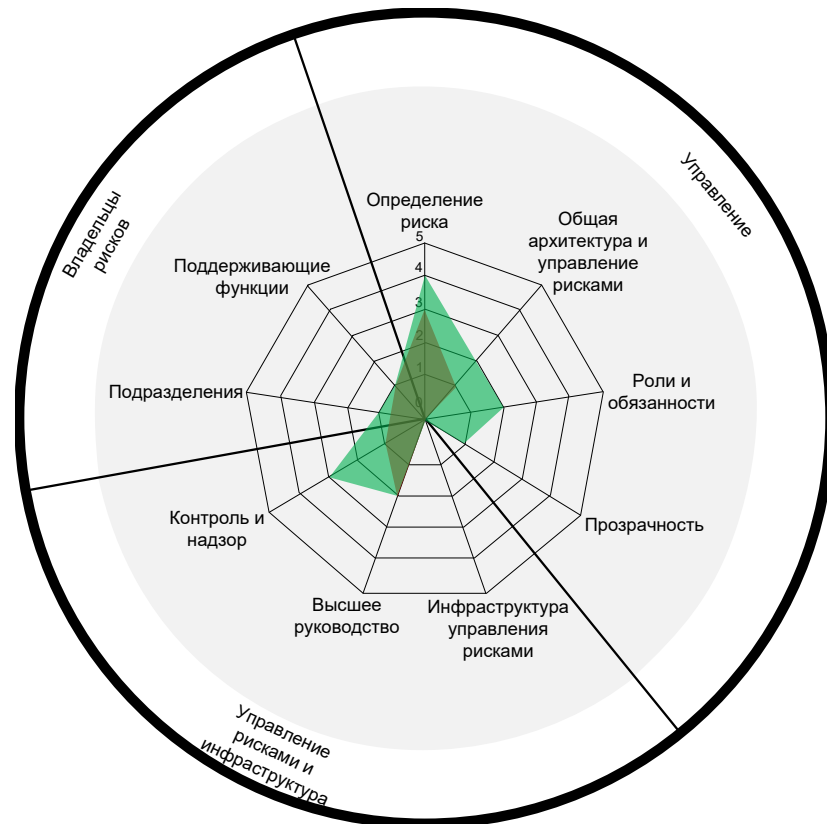 Управление
Владельцы
рисков
Определение
риска
Общая
архитектура и
управление
рисками
Поддерживающие
функции
5
4
3
2
1
0
Подразделения
Роли и
обязанности
Контроль и
надзор
Прозрачность
Высшее
руководство
Инфраструктура
управления
рисками
Управление
рисками и
инфраструктура